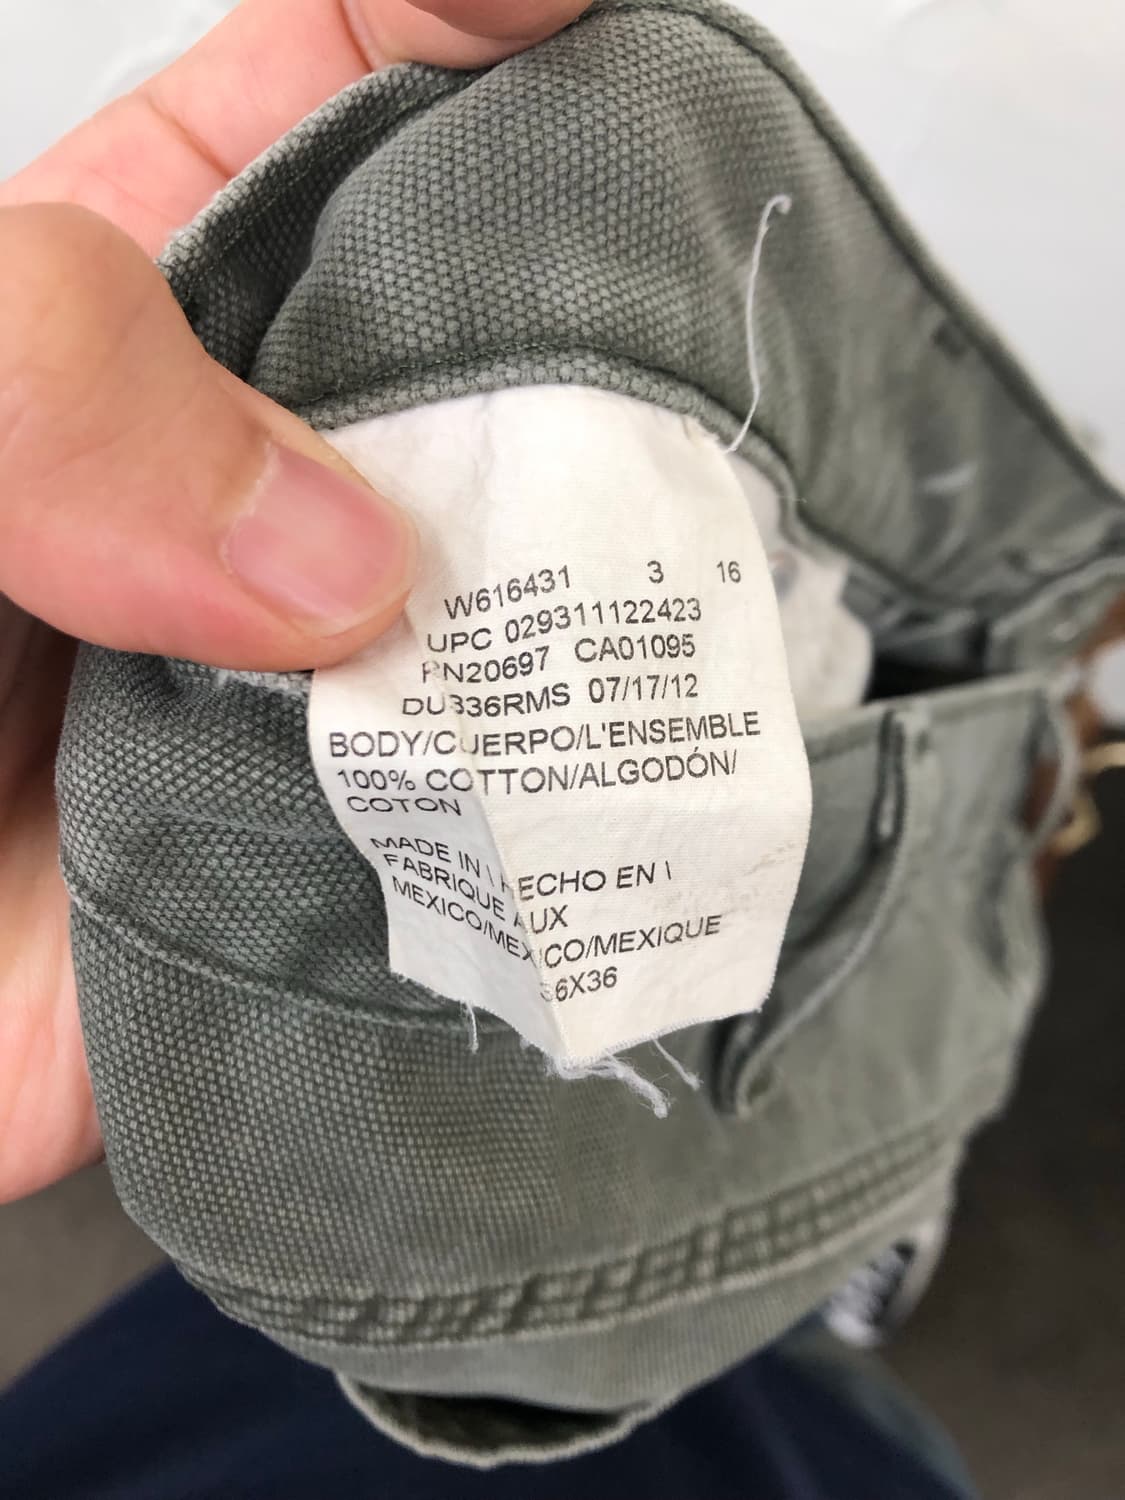 W616431 3 16
UPC 029311122423
RN20697 CA01095
DU336RMS 07/17/12
BODY/CUERPO/L'ENSEMBLE
100% COTTON/ALGODÓN/
COTON
MADE IN \ HECHO EN \
FABRIQUE AUX
MEXICO/MEXICO/MEXIQUE
36X36